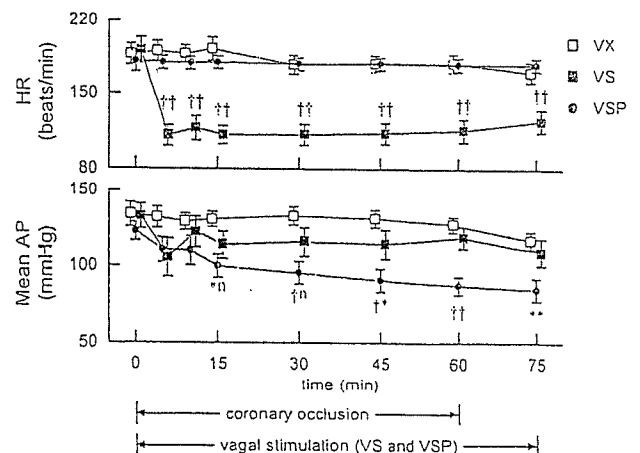 220
150
80
HR
(beats/min)
VX
VS
VSP
†† †† †† †† †† †† ††
150
100
50
Mean AP
(mmHg)
*n †n †* †† **
0 15 30 45 60 75
time (min)
coronary occlusion
vagal stimulation (VS and VSP)